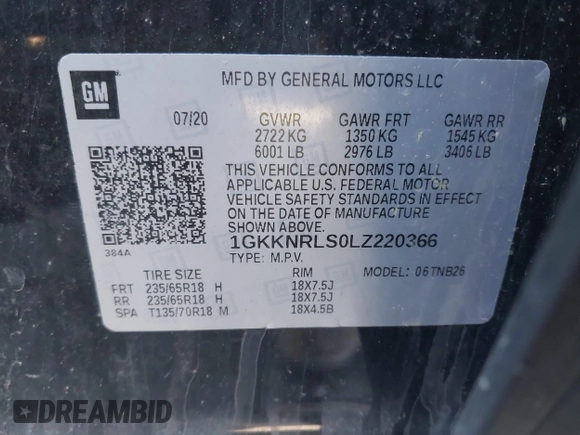 GM
MFD BY GENERAL MOTORS LLC
07/20 GVWR GAWR FRT GAWR RR
2722 KG 1350 KG 1545 KG
6001 LB 2976 LB 3406 LB
THIS VEHICLE CONFORMS TO ALL
APPLICABLE U.S. FEDERAL MOTOR
VEHICLE SAFETY STANDARDS IN
EFFECT ON THE DATE OF MANUFACTURE
SHOWN ABOVE.
384A
1GKKNRLS0LZ220366
TYPE: M.P.V.
TIRE SIZE RIM MODEL: 06TNB26
FRT 235/65R18 H 18X7.5J
RR 235/65R18 H 18X7.5J
SPA T135/70R18 M 18X4.5B
DREAMBID